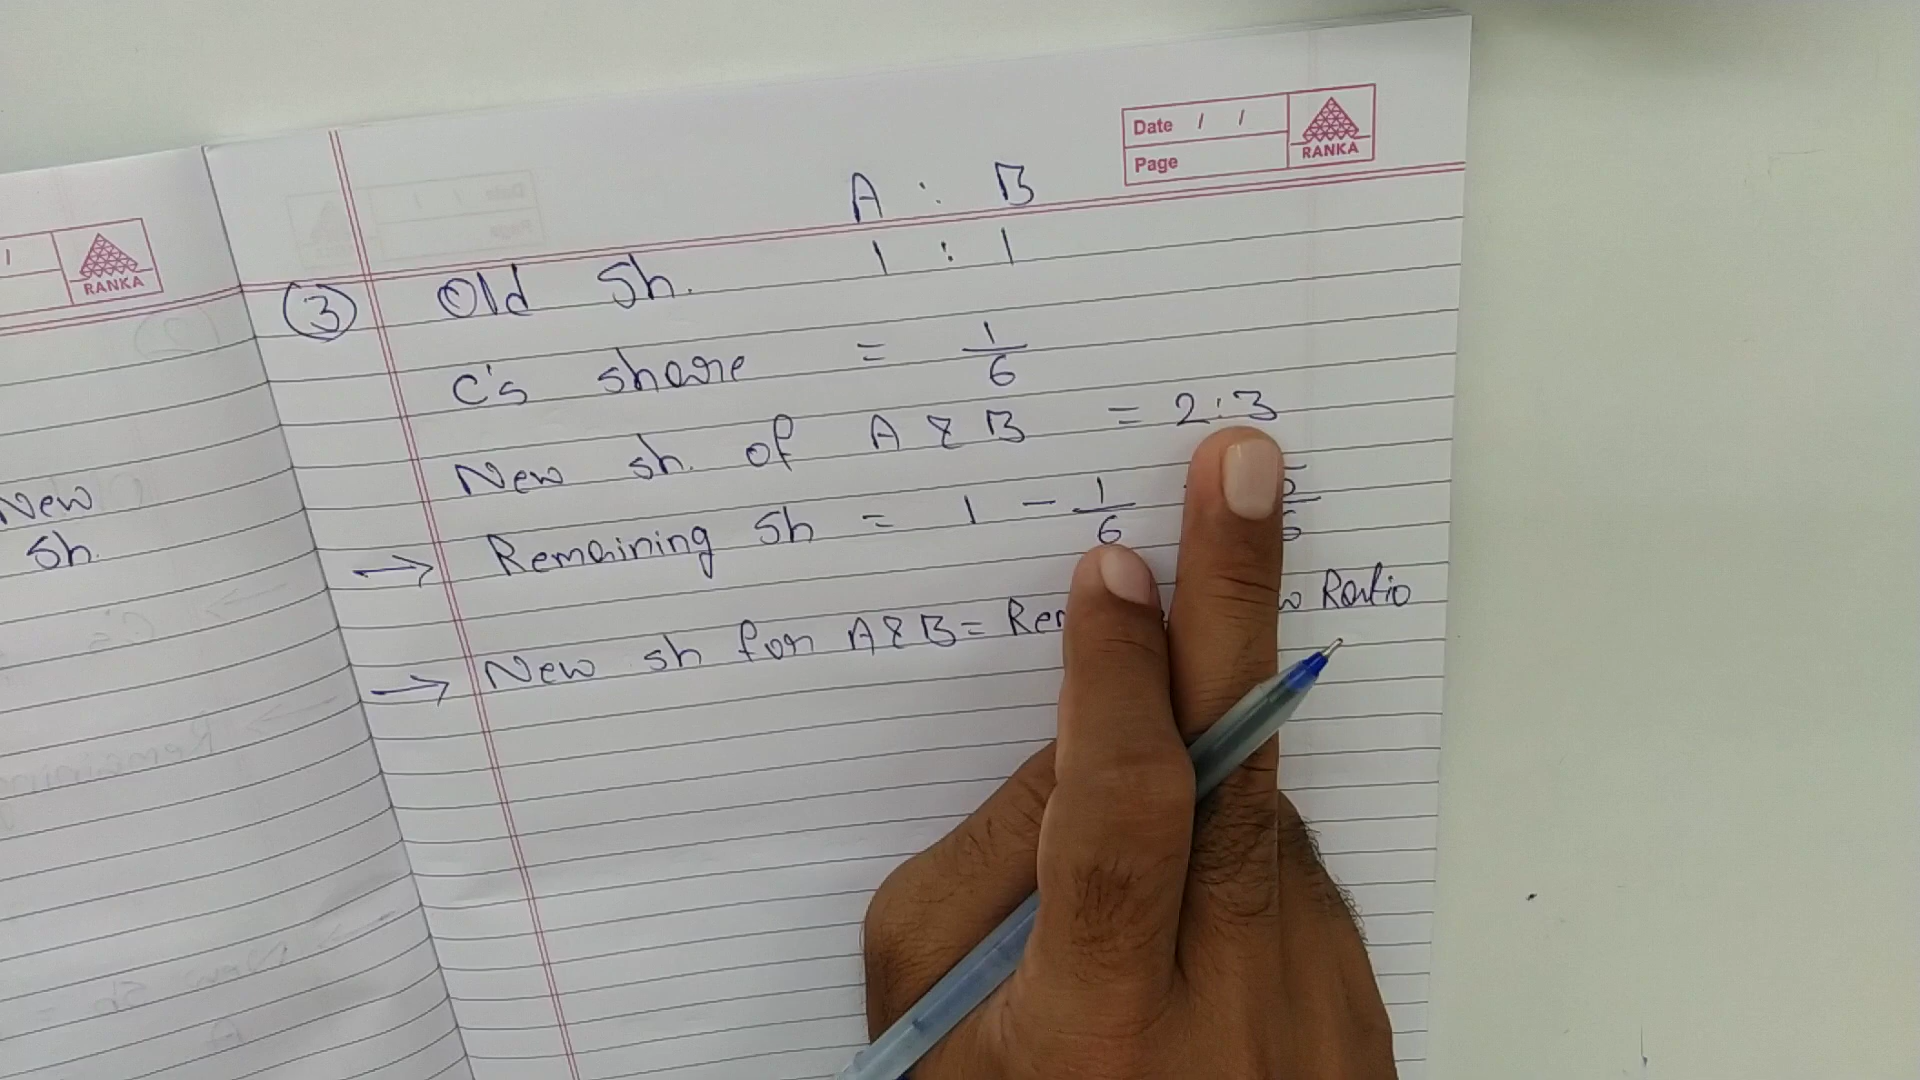 Date / /
Page
RANKA
A : B
1 : 1
(3) Old Sh.
C's share = 1/6
New sh. of A & B = 2:3
→ Remaining Sh = 1 - 1/6
→ New sh for A&B = Ratio
/
RANKA
New
Sh.